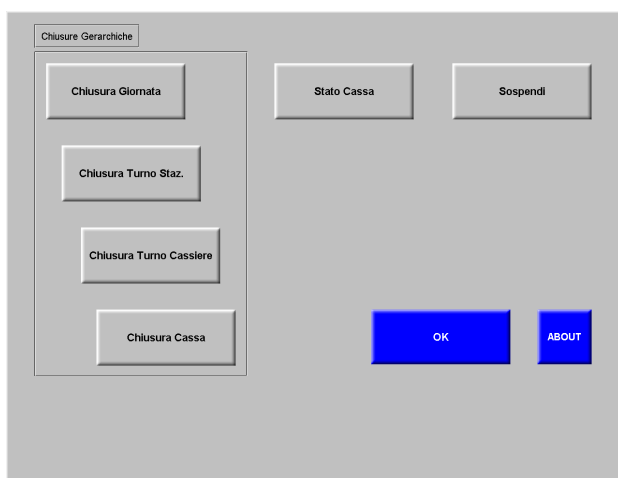 Chiusure Gerarchiche
Chiusura Giornata
Stato Cassa
Sospendi
Chiusura Turno Staz.
Chiusura Turno Cassiere
Chiusura Cassa
OK
ABOUT